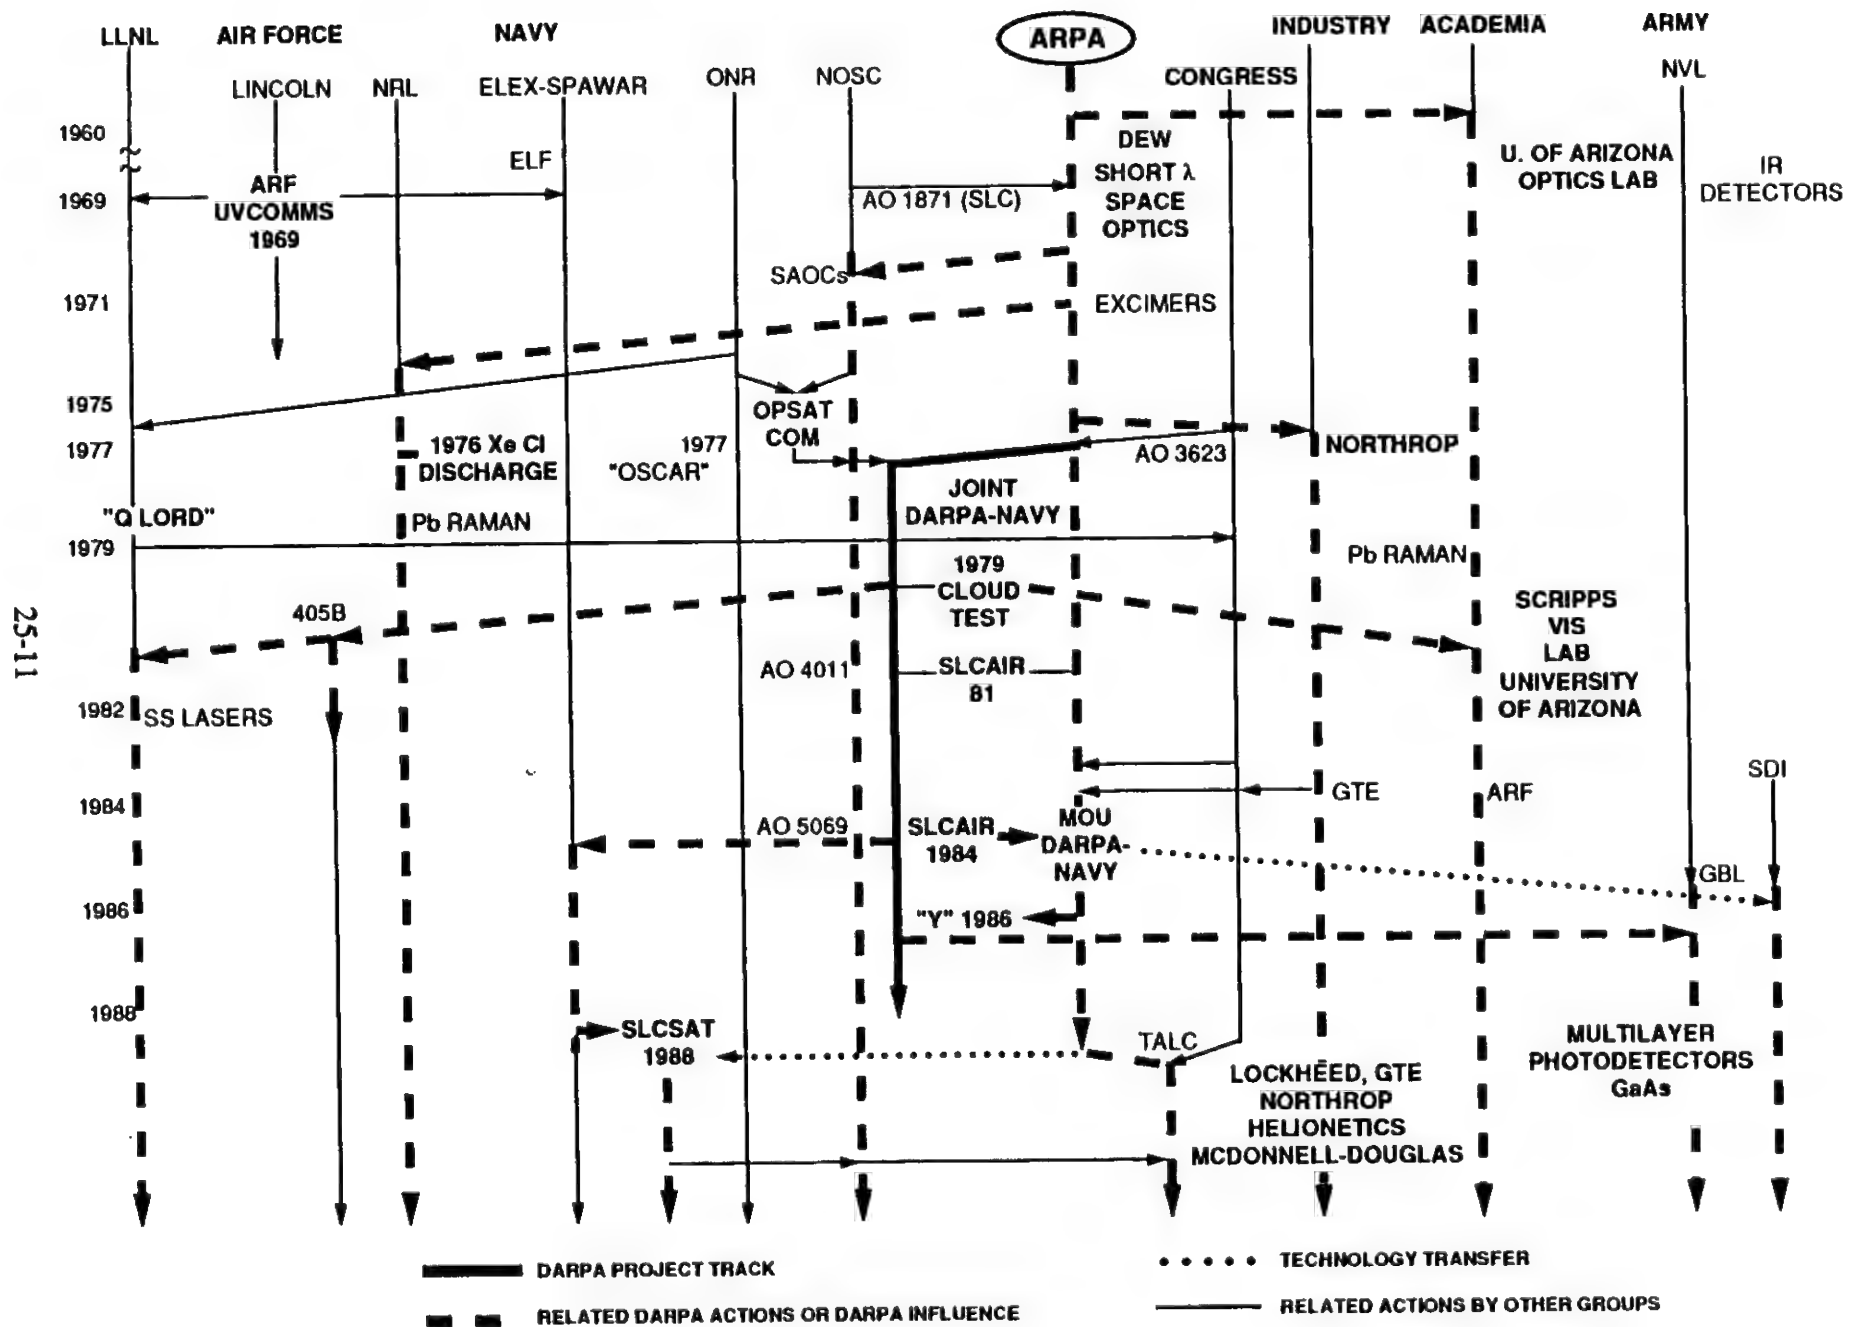 LLNL
AIR FORCE
NAVY
ARPA
INDUSTRY
ACADEMIA
ARMY
LINCOLN
NRL
ELEX-SPAWAR
ONR
NOSC
CONGRESS
NVL
1960
DEW
ELF
SHORT λ
SPACE
OPTICS
U. OF ARIZONA
OPTICS LAB
IR
DETECTORS
1969
ARF
UVCOMMS
1969
AO 1871 (SLC)
SAOCs
1971
EXCIMERS
1975
OPSAT
COM
1977
1976 Xe Cl
DISCHARGE
1977
"OSCAR"
AO 3623
NORTHROP
JOINT
DARPA-NAVY
"Q LORD"
Pb RAMAN
1979
1979
CLOUD
TEST
Pb RAMAN
405B
SCRIPPS
VIS
LAB
UNIVERSITY
OF ARIZONA
25-11
AO 4011
SLCAIR
81
1982
SS LASERS
SDI
1984
GTE
ARF
AO 5069
SLCAIR
1984
MOU
DARPA-
NAVY
GBL
1986
"Y" 1986
1988
SLCSAT
1988
TALC
MULTILAYER
PHOTODETECTORS
GaAs
LOCKHEED, GTE
NORTHROP
HELIONETICS
MCDONNELL-DOUGLAS
DARPA PROJECT TRACK
TECHNOLOGY TRANSFER
RELATED DARPA ACTIONS OR DARPA INFLUENCE
RELATED ACTIONS BY OTHER GROUPS